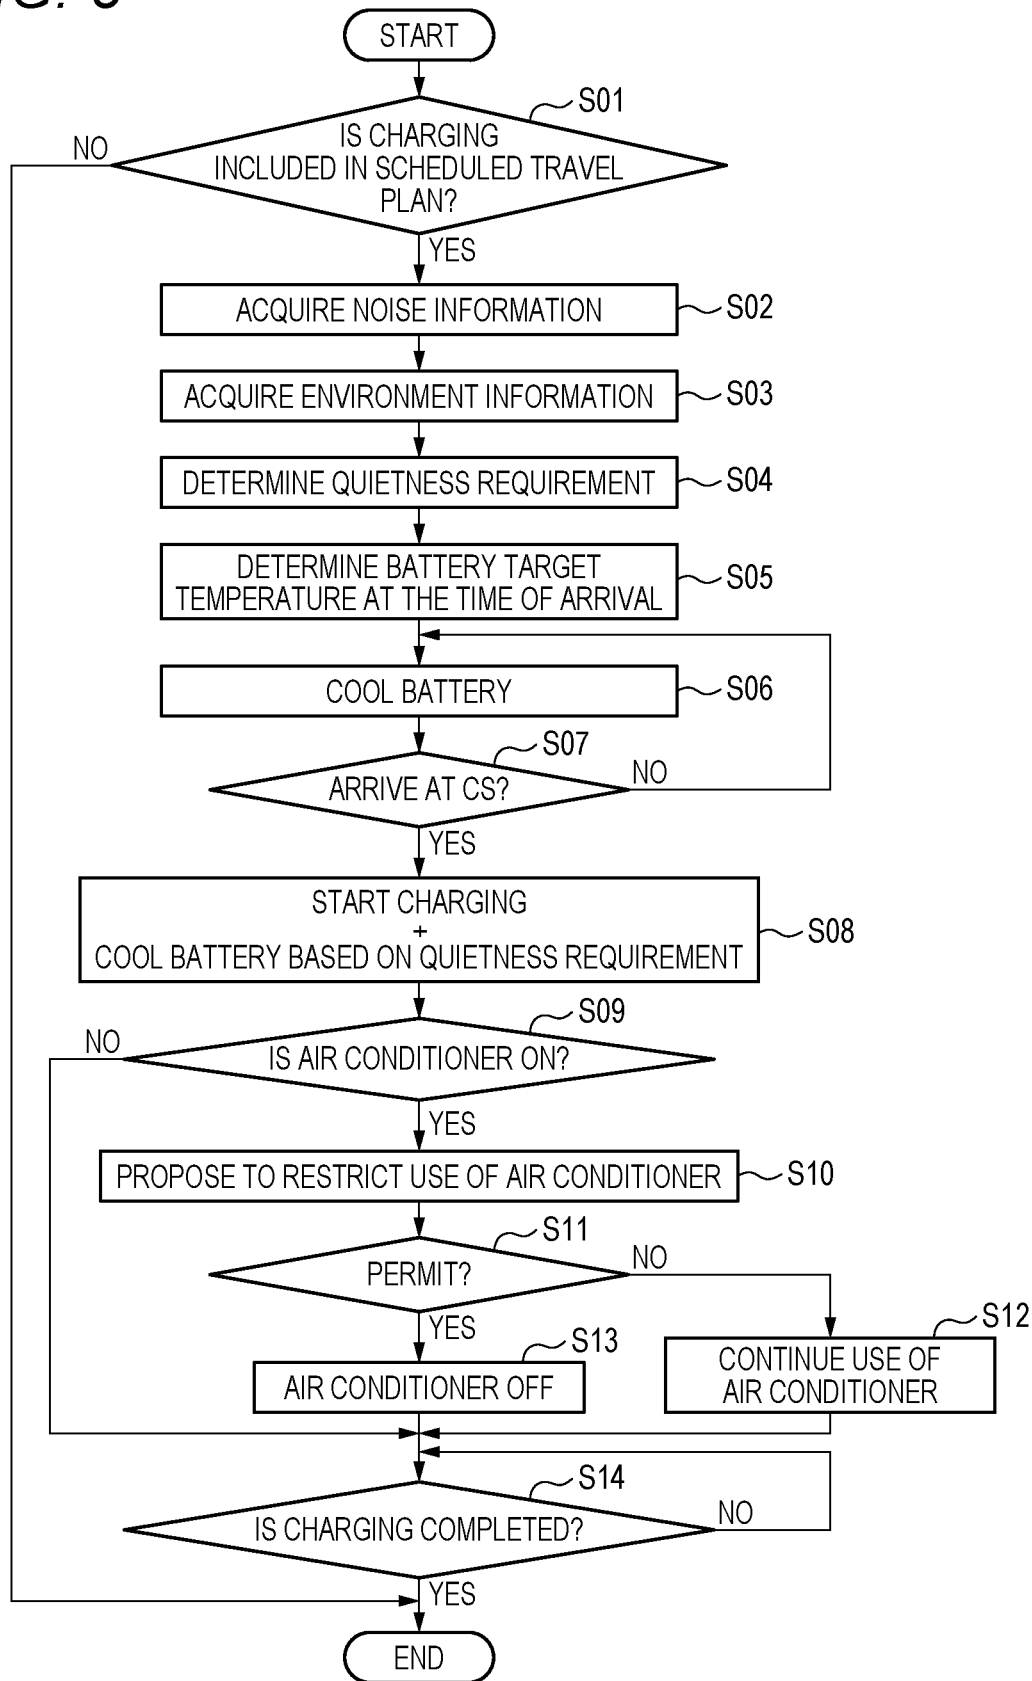 START
S01
NO
IS CHARGING
INCLUDED IN SCHEDULED TRAVEL
PLAN?
YES
ACQUIRE NOISE INFORMATION
S02
ACQUIRE ENVIRONMENT INFORMATION
S03
DETERMINE QUIETNESS REQUIREMENT
S04
DETERMINE BATTERY TARGET
TEMPERATURE AT THE TIME OF ARRIVAL
S05
COOL BATTERY
S06
S07
ARRIVE AT CS?
NO
YES
START CHARGING
+
COOL BATTERY BASED ON QUIETNESS REQUIREMENT
S08
S09
NO
IS AIR CONDITIONER ON?
YES
PROPOSE TO RESTRICT USE OF AIR CONDITIONER
S10
S11
PERMIT?
NO
YES
S13
AIR CONDITIONER OFF
S12
CONTINUE USE OF
AIR CONDITIONER
S14
IS CHARGING COMPLETED?
NO
YES
END